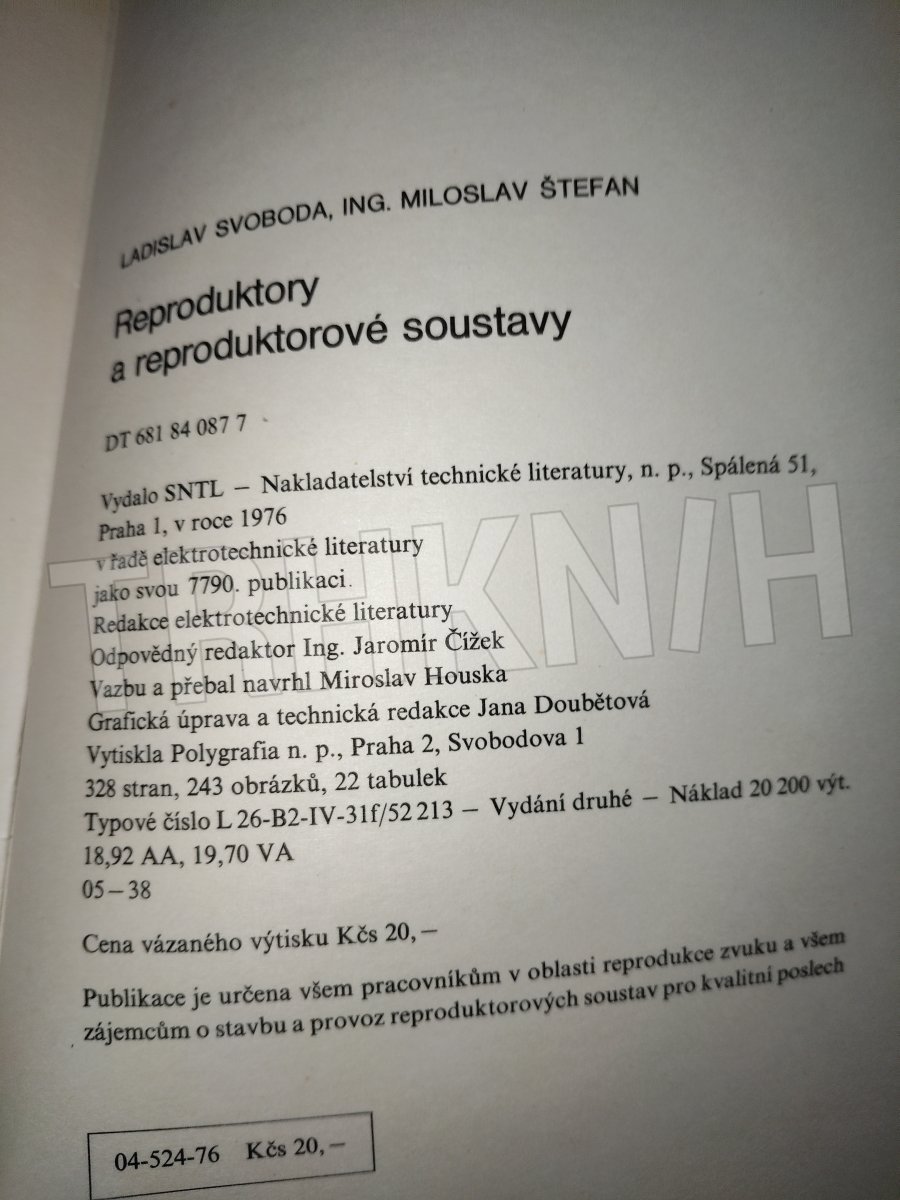 LADISLAV SVOBODA, ING. MILOSLAV ŠTEFAN
Reproduktory
a reproduktorové soustavy
DT 681 84 087 7
Vydalo SNTL – Nakladatelství technické literatury, n. p., Spálená 51,
Praha 1, v roce 1976
v řadě elektrotechnické literatury
jako svou 7790. publikaci.
Redakce elektrotechnické literatury
Odpovědný redaktor Ing. Jaromír Čížek
Vazbu a přebal navrhl Miroslav Houska
Grafická úprava a technická redakce Jana Doubětová
Vytiskla Polygrafia n. p., Praha 2, Svobodova 1
328 stran, 243 obrázků, 22 tabulek
Typové číslo L 26-B2-IV-31f/52 213 – Vydání druhé – Náklad 20 200 výt.
18,92 AA, 19,70 VA
05–38
Cena vázaného výtisku Kčs 20,–
Publikace je určena všem pracovníkům v oblasti reprodukce zvuku a všem
zájemcům o stavbu a provoz reproduktorových soustav pro kvalitní poslech
04-524-76 Kčs 20,–
TRHKNIH